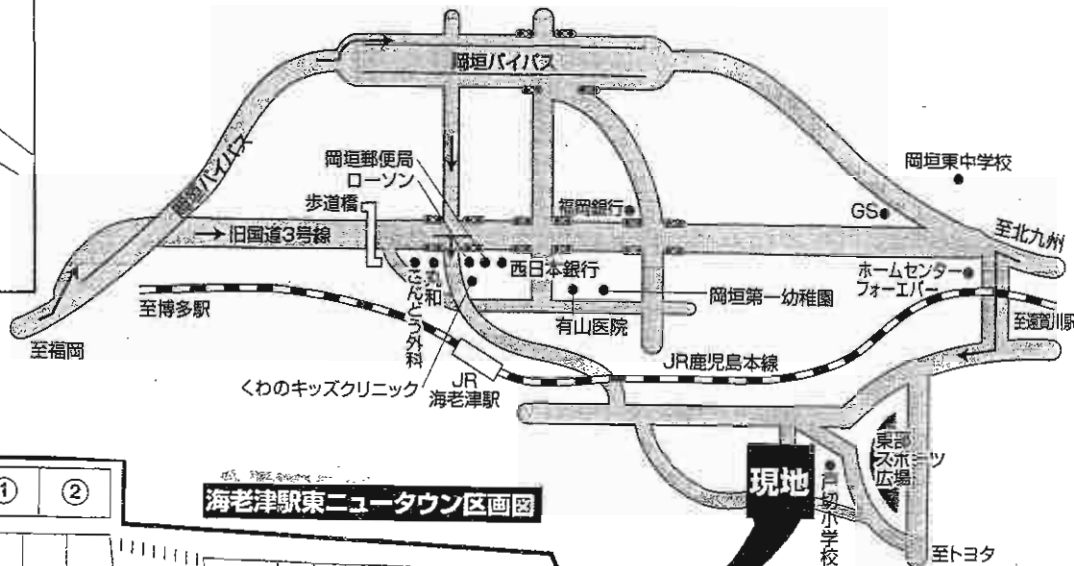 岡垣バイパス
岡垣バイパス
岡垣郵便局
ローソン
歩道橋
福岡銀行
岡垣東中学校
GS
至北九州
→旧国道3号線
西日本銀行
ホームセンター
フォーエバー
丸和
こんどう外科
岡垣第一幼稚園
至博多駅
有山医院
至遠賀川駅
至福岡
JR鹿児島本線
くわのキッズクリニック
JR
海老津駅
東部
スポーツ
広場
現地
戸切小学校
① ②
海老津駅東ニュータウン区画図
至トヨタ